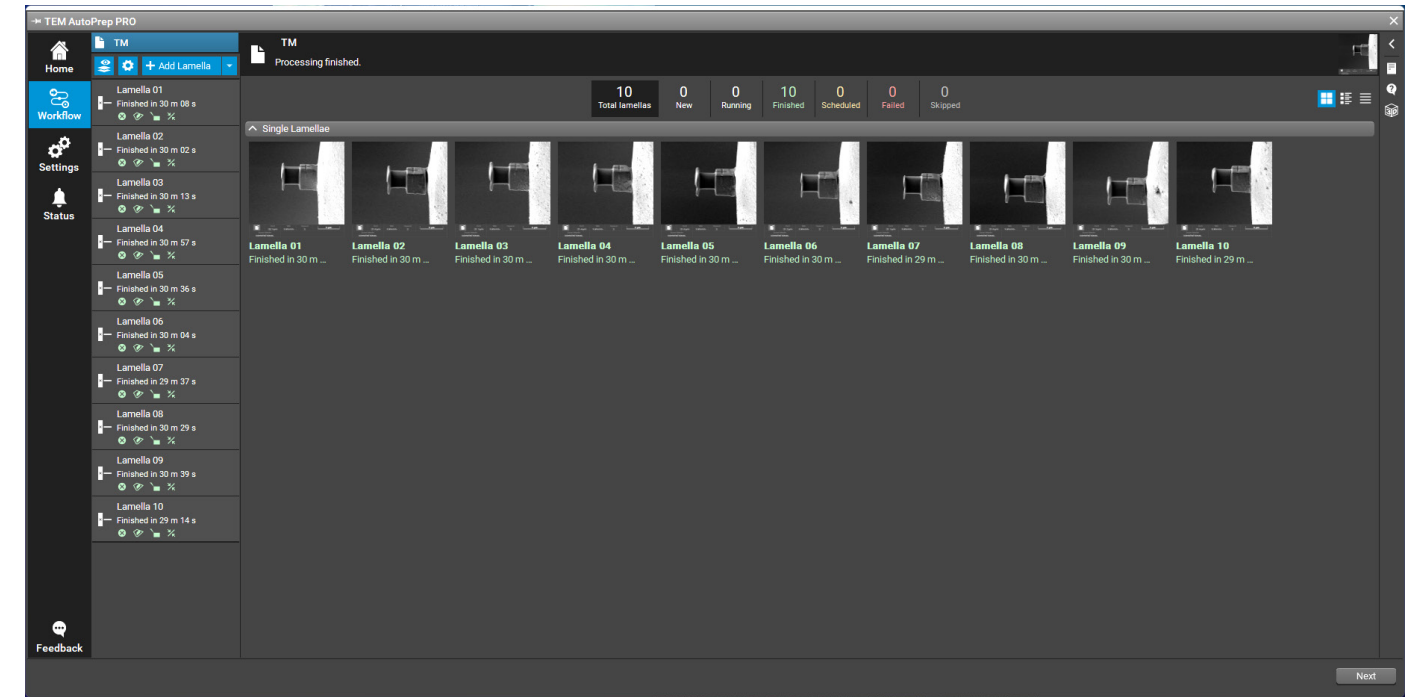 TEM AutoPrep PRO
Home
Workflow
Settings
Status
Feedback
TM
Add Lamella
Lamella 01
Finished in 30 m 08 s
Lamella 02
Finished in 30 m 02 s
Lamella 03
Finished in 30 m 13 s
Lamella 04
Finished in 30 m 57 s
Lamella 05
Finished in 30 m 36 s
Lamella 06
Finished in 30 m 04 s
Lamella 07
Finished in 29 m 37 s
Lamella 08
Finished in 30 m 29 s
Lamella 09
Finished in 30 m 39 s
Lamella 10
Finished in 29 m 14 s
TM
Processing finished.
10 0 0 10 0 0 0
Total lamellas New Running Finished Scheduled Failed Skipped
Single Lamellae
Lamella 01 Lamella 02 Lamella 03 Lamella 04 Lamella 05 Lamella 06 Lamella 07 Lamella 08 Lamella 09 Lamella 10
Finished in 30 m ... Finished in 30 m ... Finished in 30 m ... Finished in 30 m ... Finished in 30 m ... Finished in 30 m ... Finished in 29 m ... Finished in 30 m ... Finished in 30 m ... Finished in 29 m ...
Next